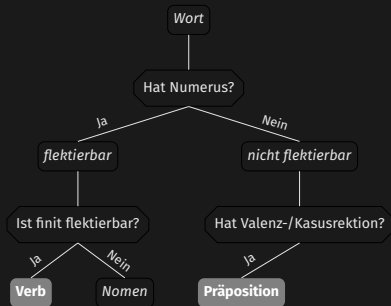 Wort
Hat Numerus?
Ja
Nein
flektierbar
nicht flektierbar
Ist finit flektierbar?
Hat Valenz-/Kasusrektion?
Ja
Nein
Ja
Verb
Nomen
Präposition